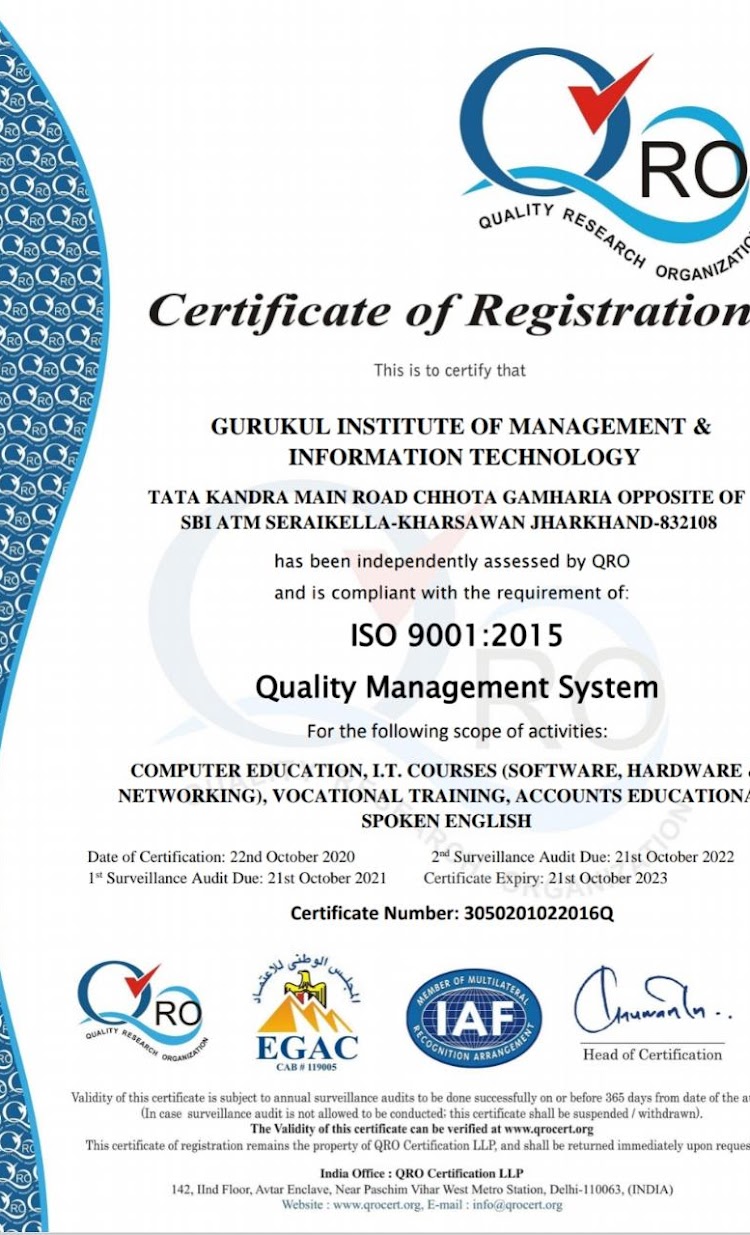 QRO
QUALITY RESEARCH ORGANIZATIO
Certificate of Registration
This is to certify that
GURUKUL INSTITUTE OF MANAGEMENT &
INFORMATION TECHNOLOGY
TATA KANDRA MAIN ROAD CHHOTA GAMHARIA OPPOSITE OF
SBI ATM SERAIKELLA-KHARSAWAN JHARKHAND-832108
has been independently assessed by QRO
and is compliant with the requirement of:
ISO 9001:2015
Quality Management System
For the following scope of activities:
COMPUTER EDUCATION, I.T. COURSES (SOFTWARE, HARDWARE &
NETWORKING), VOCATIONAL TRAINING, ACCOUNTS EDUCATIONA
SPOKEN ENGLISH
Date of Certification: 22nd October 2020 2nd Surveillance Audit Due: 21st October 2022
1st Surveillance Audit Due: 21st October 2021 Certificate Expiry: 21st October 2023
Certificate Number: 3050201022016Q
QRO
QUALITY RESEARCH ORGANIZATION
المجلس الوطنى للاعتماد
EGAC
CAB # 119005
MEMBER OF MULTILATERAL
IAF
RECOGNITION ARRANGEMENT
Head of Certification
Validity of this certificate is subject to annual surveillance audits to be done successfully on or before 365 days from date of the au
(In case surveillance audit is not allowed to be conducted; this certificate shall be suspended / withdrawn).
The Validity of this certificate can be verified at www.qrocert.org
This certificate of registration remains the property of QRO Certification LLP, and shall be returned immediately upon reques
India Office : QRO Certification LLP
142, IInd Floor, Avtar Enclave, Near Paschim Vihar West Metro Station, Delhi-110063, (INDIA)
Website : www.qrocert.org, E-mail : info@qrocert.org